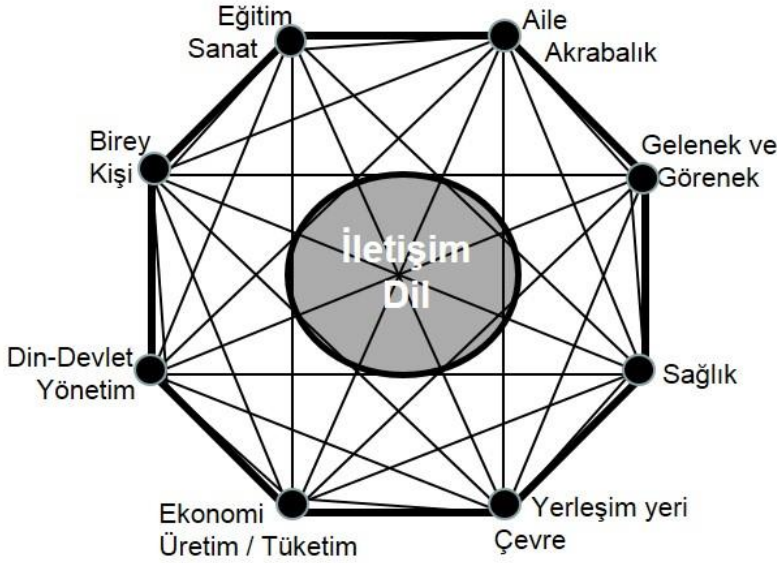 Eğitim
Sanat
Aile
Akrabalık
Birey
Kişi
Gelenek ve
Görenek
İletişim
Dil
Din-Devlet
Yönetim
Sağlık
Ekonomi
Üretim / Tüketim
Yerleşim yeri
Çevre